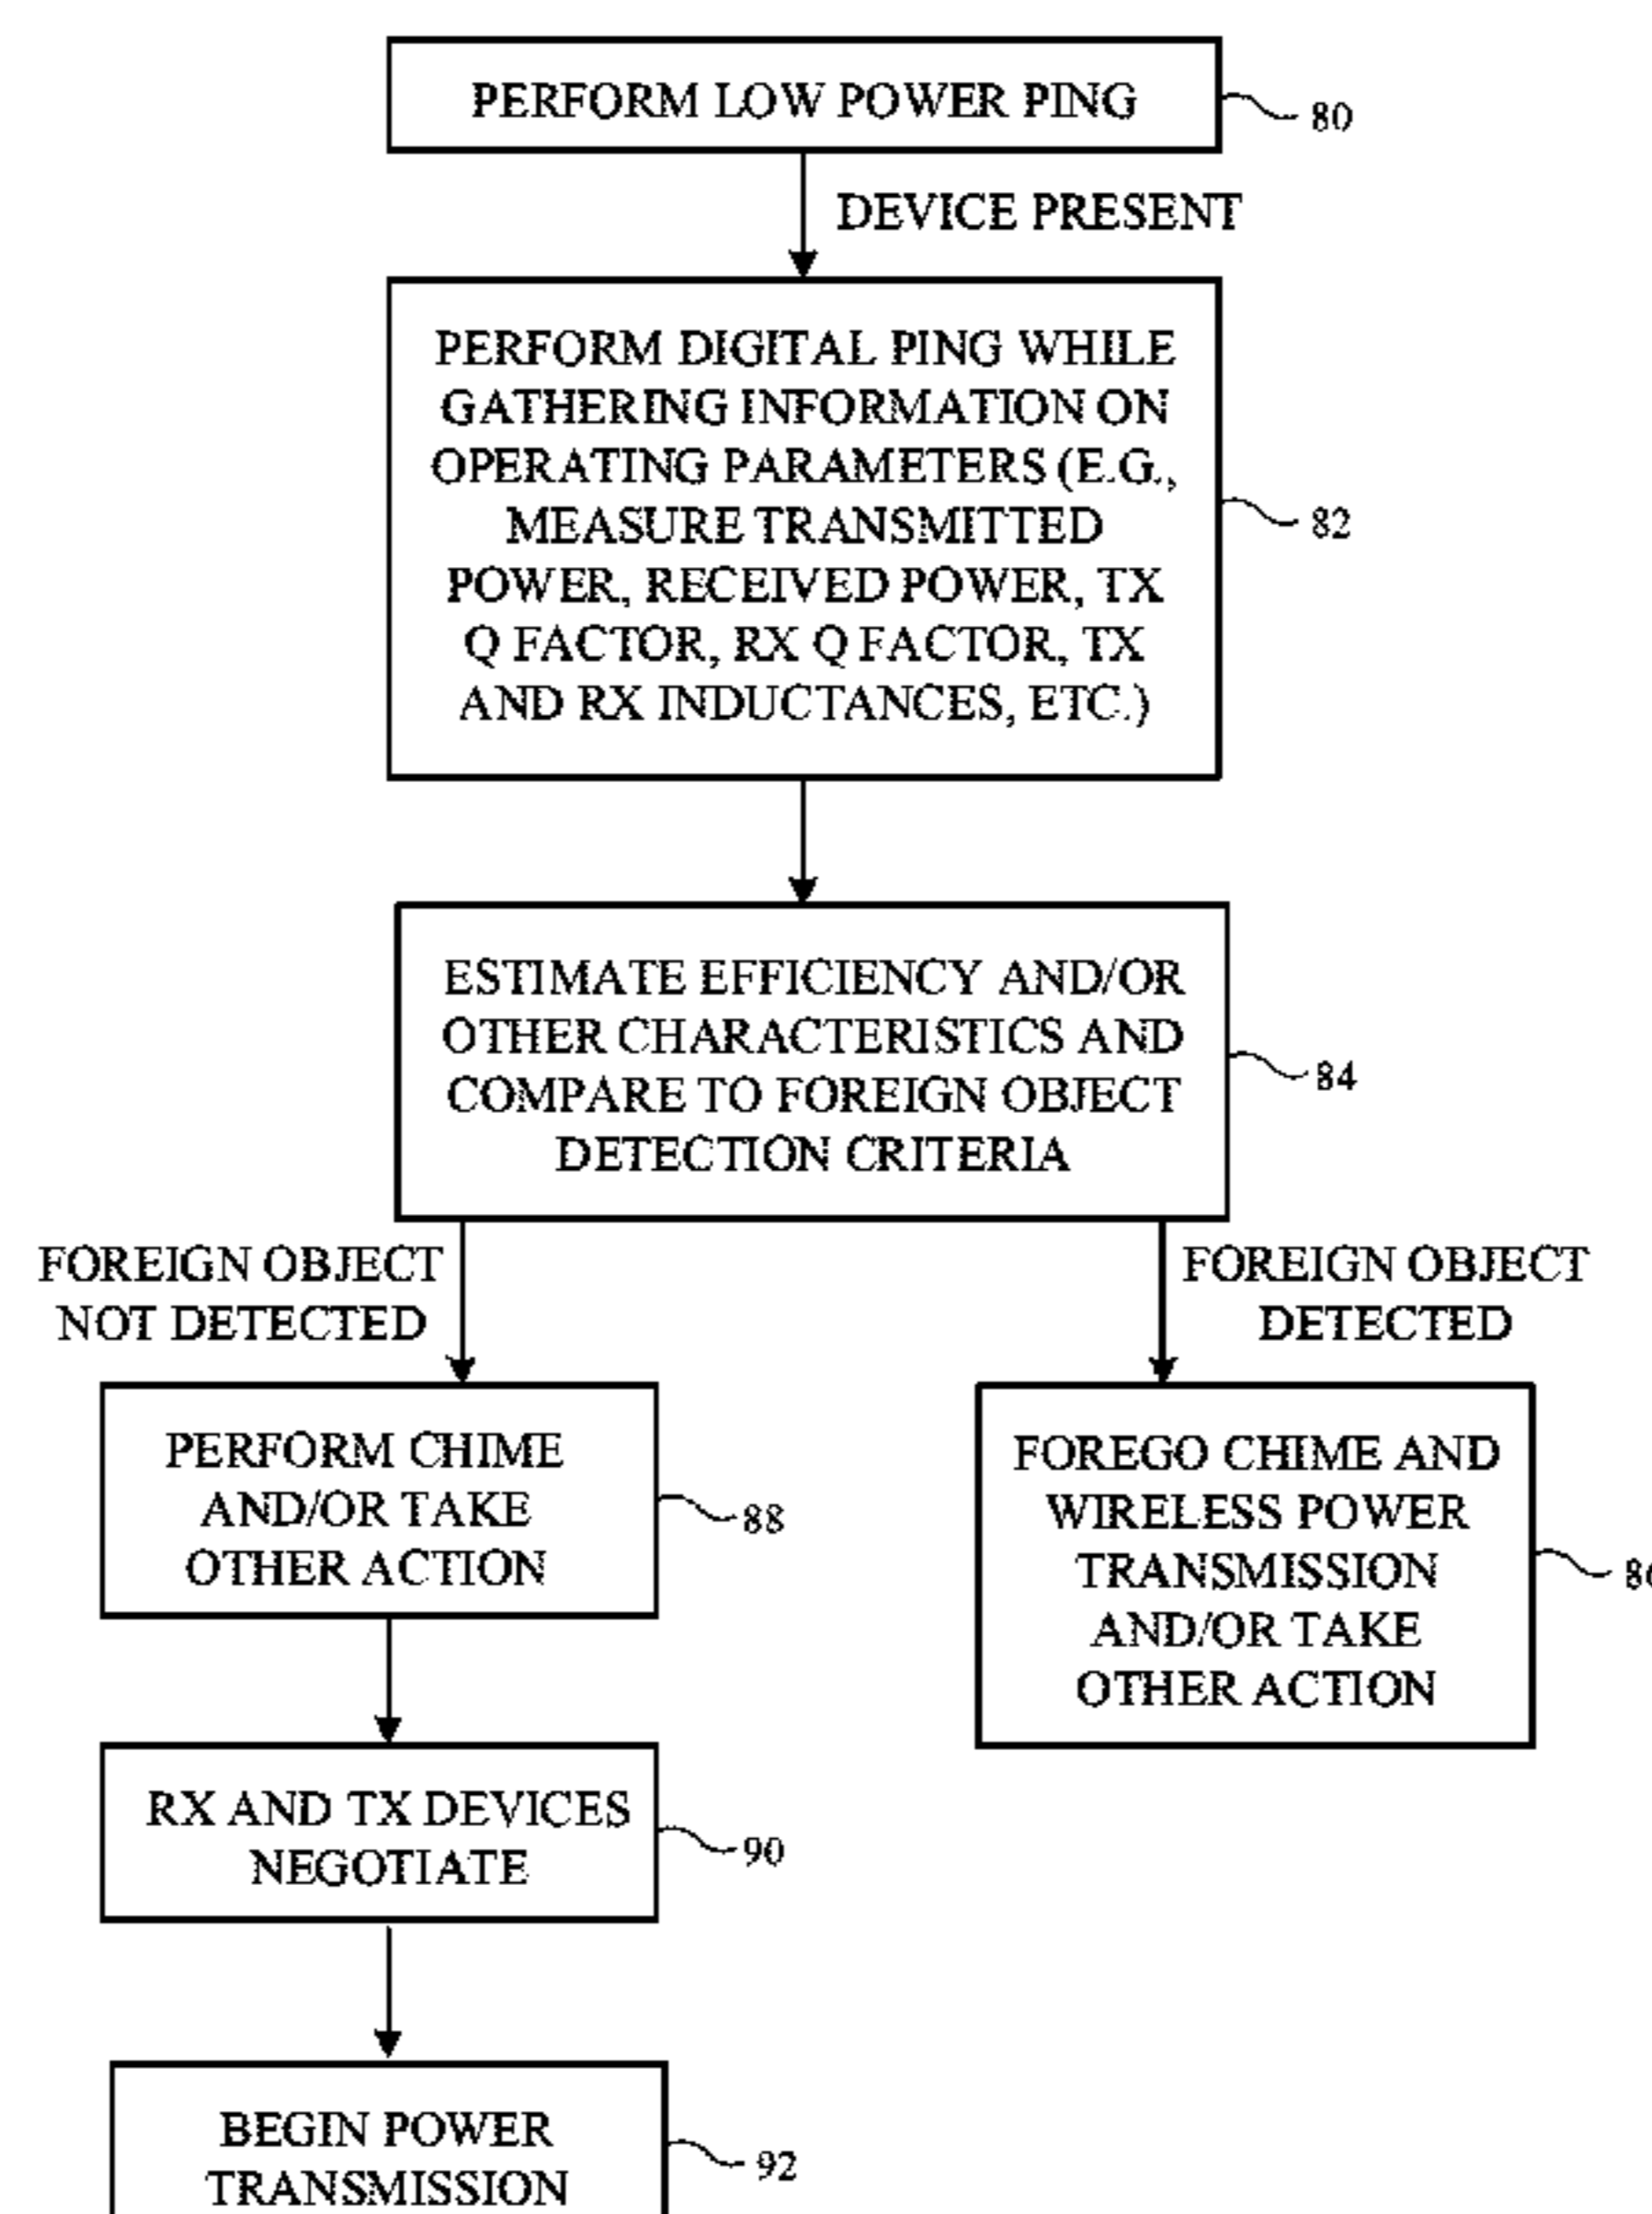 PERFORM LOW POWER PING
80
DEVICE PRESENT
PERFORM DIGITAL PING WHILE
GATHERING INFORMATION ON
OPERATING PARAMETERS (E.G.,
MEASURE TRANSMITTED
POWER, RECEIVED POWER, TX
Q FACTOR, RX Q FACTOR, TX
AND RX INDUCTANCES, ETC.)
82
ESTIMATE EFFICIENCY AND/OR
OTHER CHARACTERISTICS AND
COMPARE TO FOREIGN OBJECT
DETECTION CRITERIA
84
FOREIGN OBJECT
NOT DETECTED
FOREIGN OBJECT
DETECTED
PERFORM CHIME
AND/OR TAKE
OTHER ACTION
88
FOREGO CHIME AND
WIRELESS POWER
TRANSMISSION
AND/OR TAKE
OTHER ACTION
RX AND TX DEVICES
NEGOTIATE
90
BEGIN POWER
TRANSMISSION
92